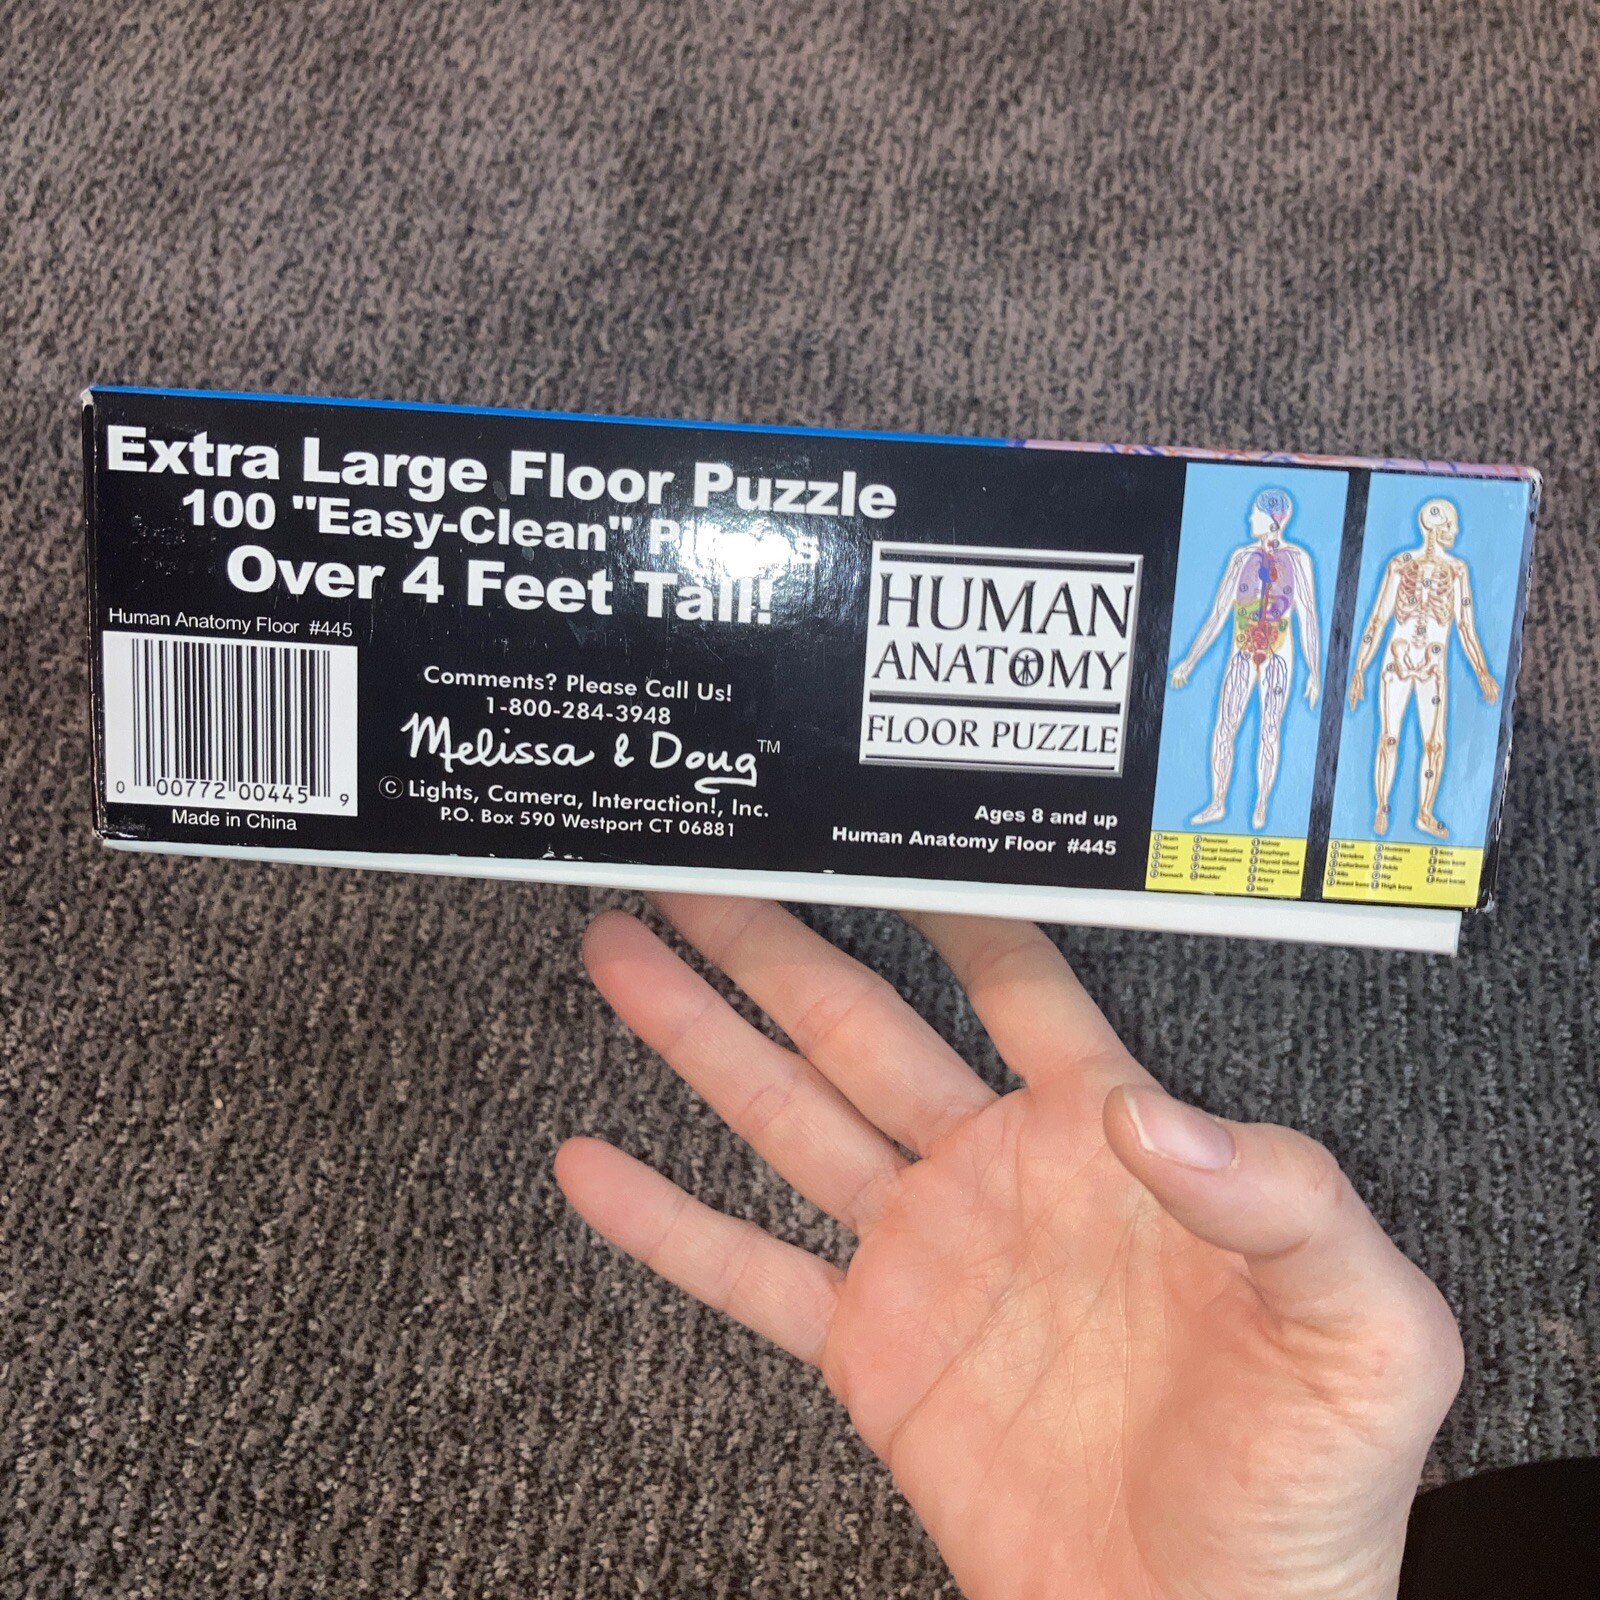 Extra Large Floor Puzzle
100 "Easy-Clean"
Over 4 Feet Tall!
Human Anatomy Floor #445
0 00772 00445 9
Made in China
Comments? Please Call Us!
1-800-284-3948
Melissa & Doug™
© Lights, Camera, Interaction!, Inc.
P.O. Box 590 Westport CT 06881
HUMAN
ANATOMY
FLOOR PUZZLE
Ages 8 and up
Human Anatomy Floor #445